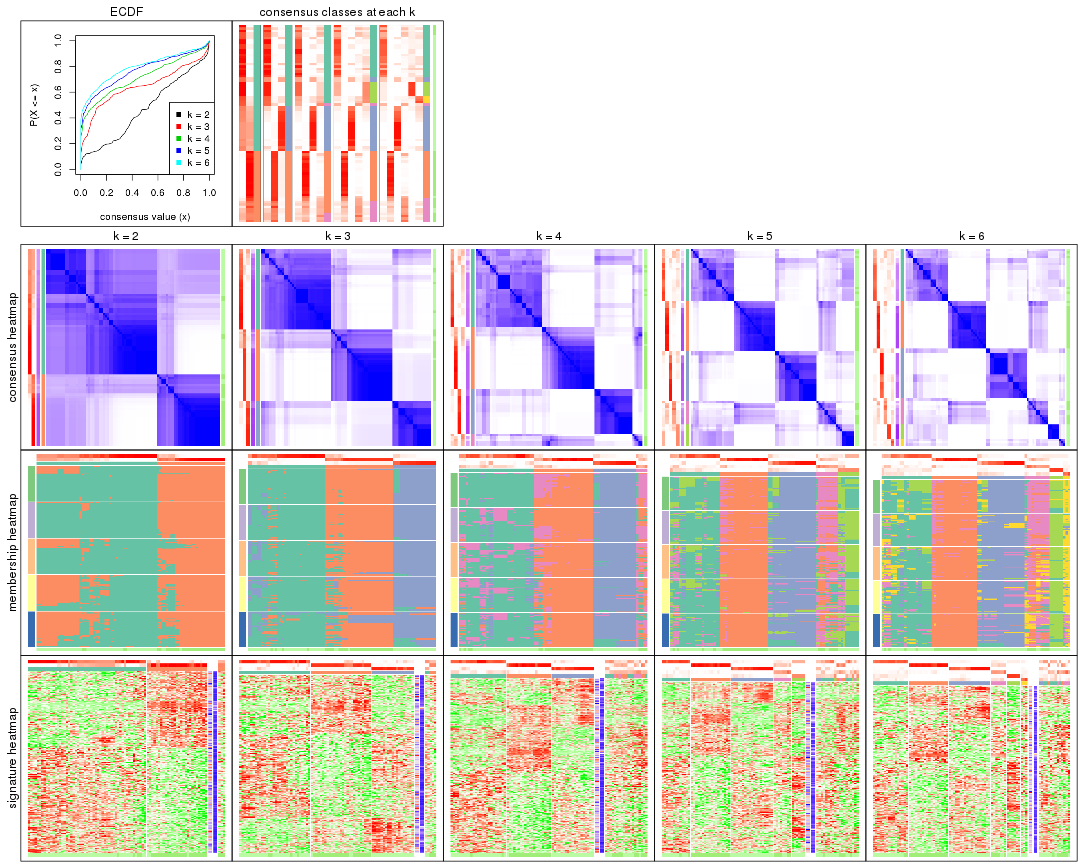 ECDF
consensus classes at each k
P(X <= x)
1.0
0.8
0.6
0.4
0.2
0.0
k = 2
k = 3
k = 4
k = 5
k = 6
0.0 0.2 0.4 0.6 0.8 1.0
consensus value (x)
k = 2 k = 3 k = 4 k = 5 k = 6
consensus heatmap
membership heatmap
signature heatmap